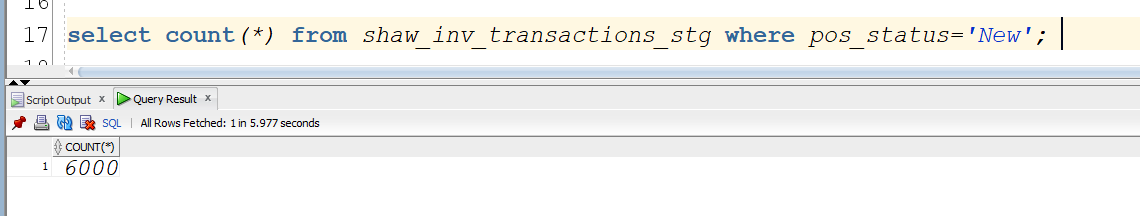 16
17 select count(*) from shaw_inv_transactions_stg where pos_status='New';
Script Output x Query Result x
SQL | All Rows Fetched: 1 in 5.977 seconds
COUNT(*)
1 6000